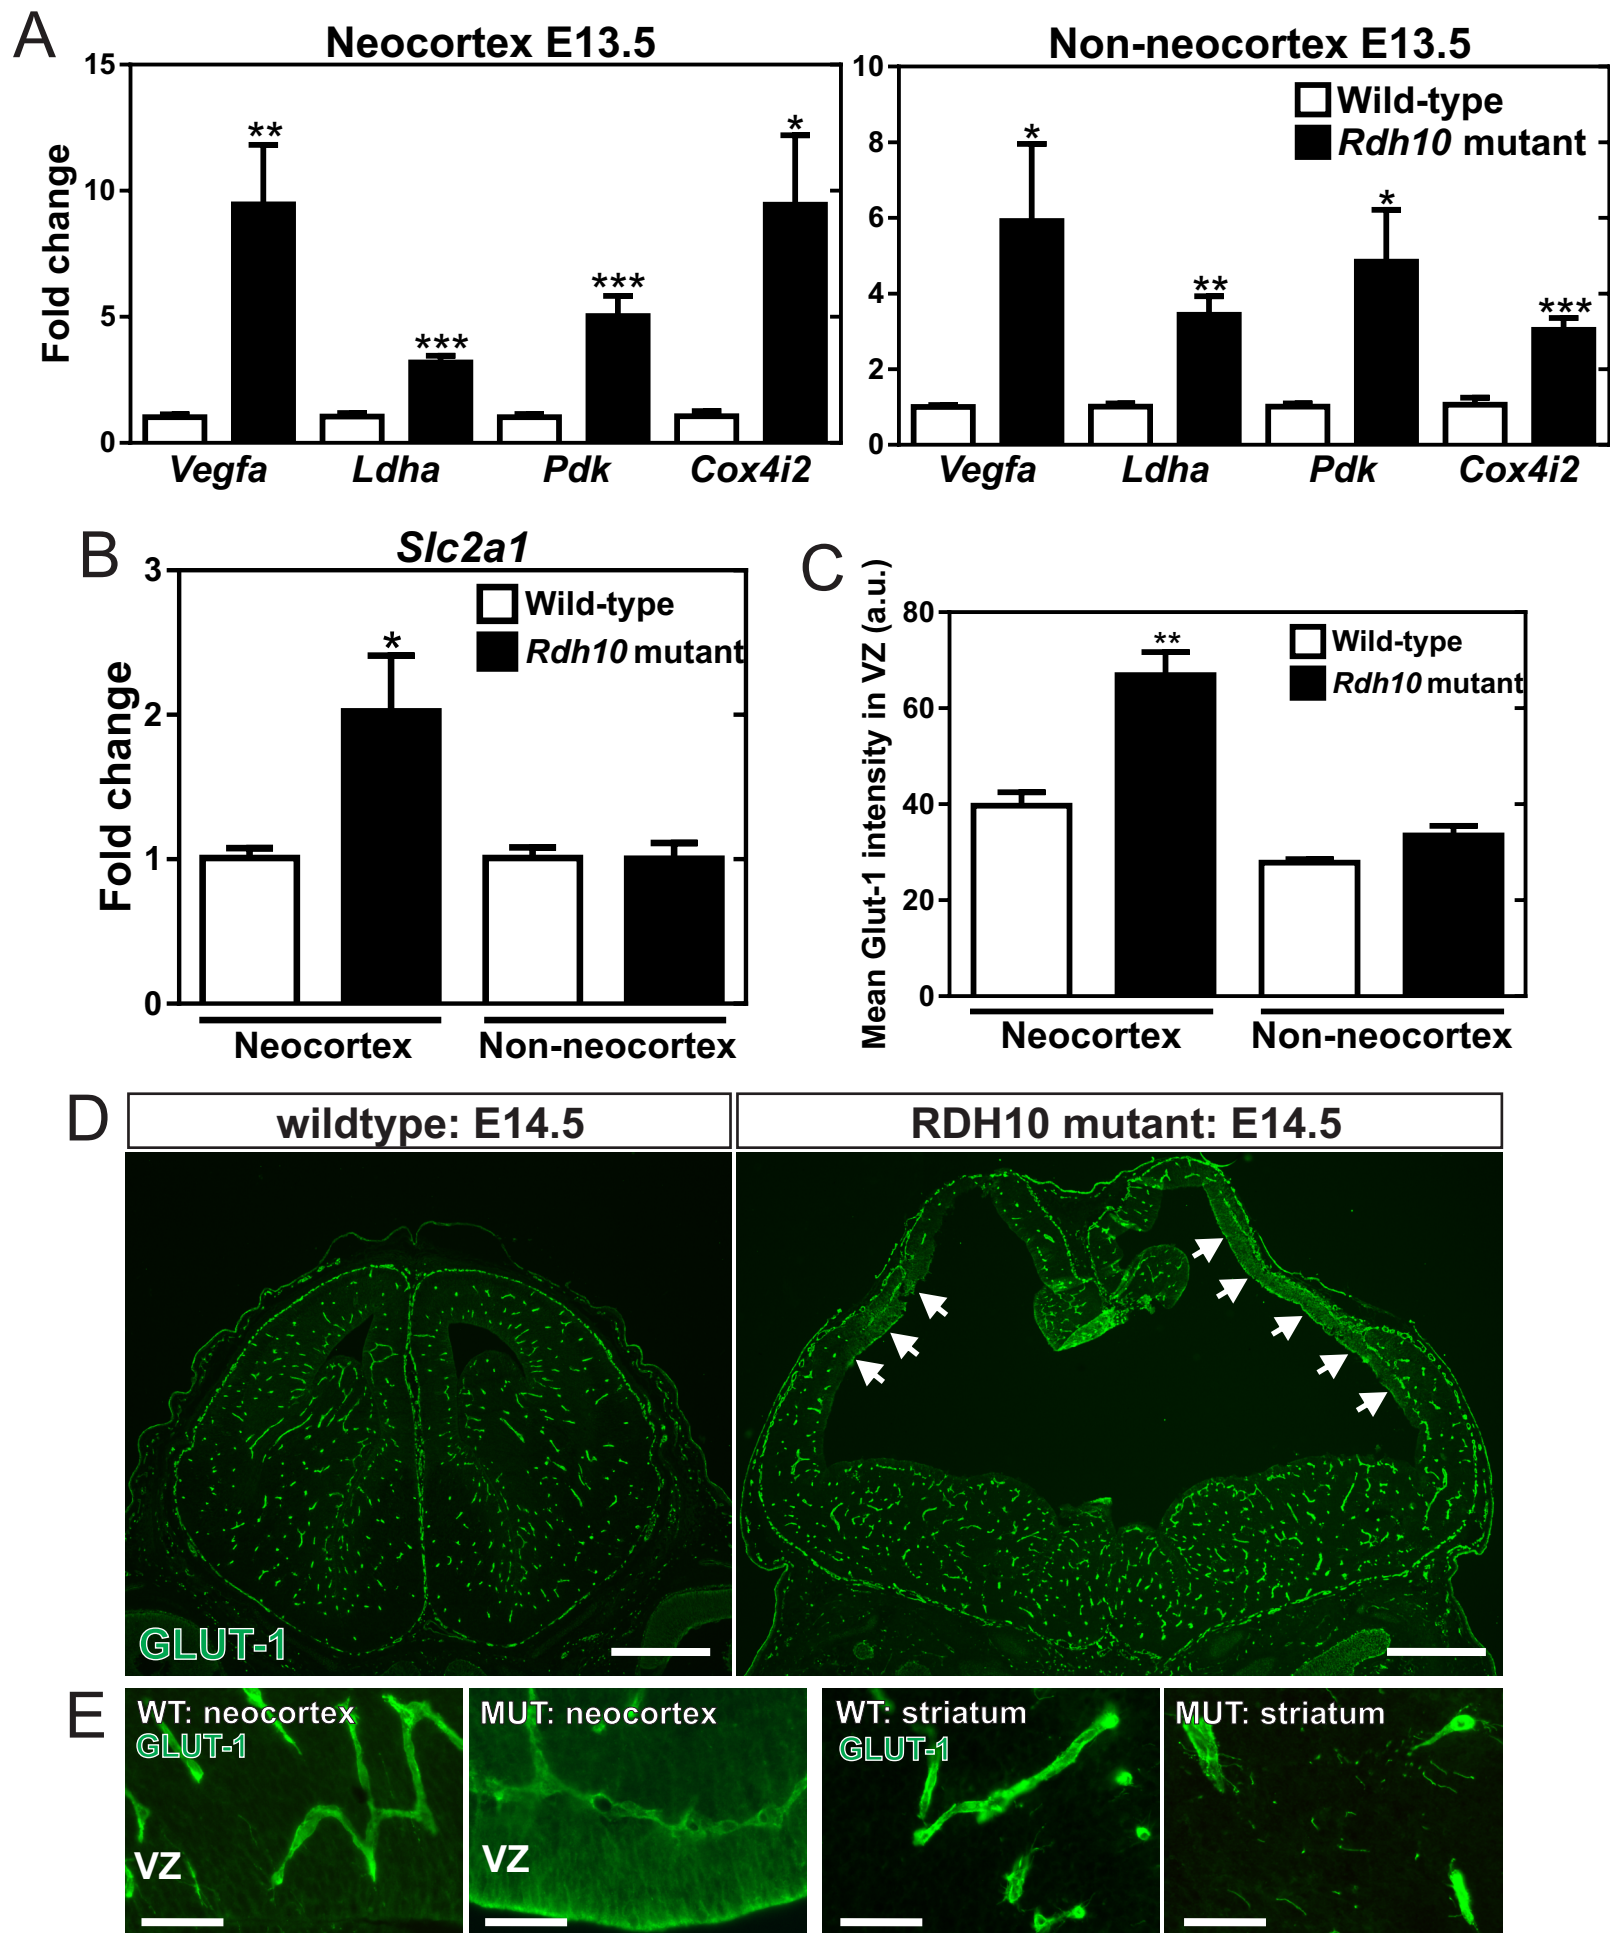 A
Neocortex E13.5
Non-neocortex E13.5
15
10
5
0
Fold change
**
***
***
*
Vegfa
Ldha
Pdk
Cox4i2
10
8
6
4
2
0
Wild-type
Rdh10 mutant
*
**
*
***
Vegfa
Ldha
Pdk
Cox4i2
B
Slc2a1
3
2
1
0
Fold change
Wild-type
Rdh10 mutant
*
Neocortex
Non-neocortex
C
Mean Glut-1 intensity in VZ (a.u.)
80
60
40
20
0
Wild-type
Rdh10 mutant
**
Neocortex
Non-neocortex
D
wildtype: E14.5
RDH10 mutant: E14.5
GLUT-1
E
WT: neocortex
GLUT-1
VZ
MUT: neocortex
VZ
WT: striatum
GLUT-1
MUT: striatum